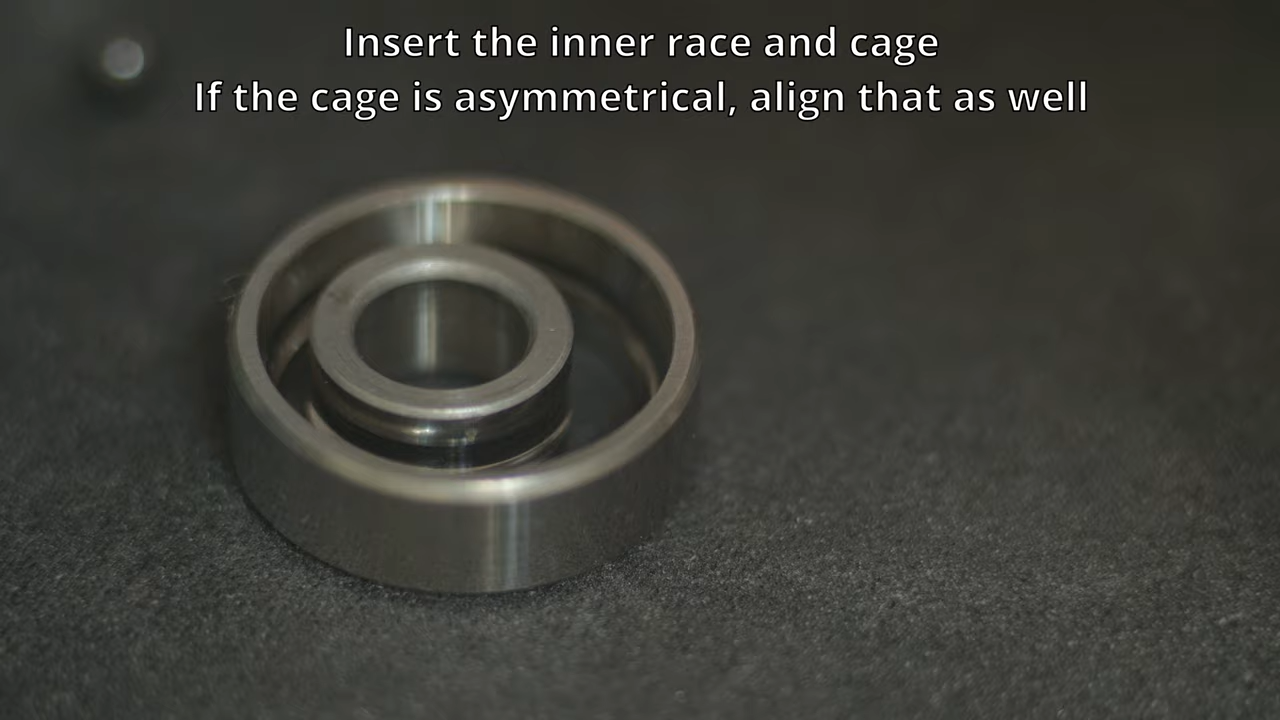 Insert the inner race and cage
If the cage is asymmetrical, align that as well